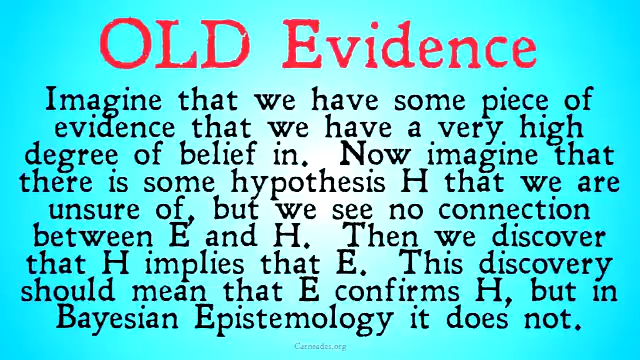 OLD Evidence
Imagine that we have some piece of
evidence that we have a very high
degree of belief in. Now imagine that
there is some hypothesis H that we are
unsure of, but we see no connection
between E and H. Then we discover
that H implies that E. This discovery
should mean that E confirms H, but in
Bayesian Epistemology it does not.
Carneades.org